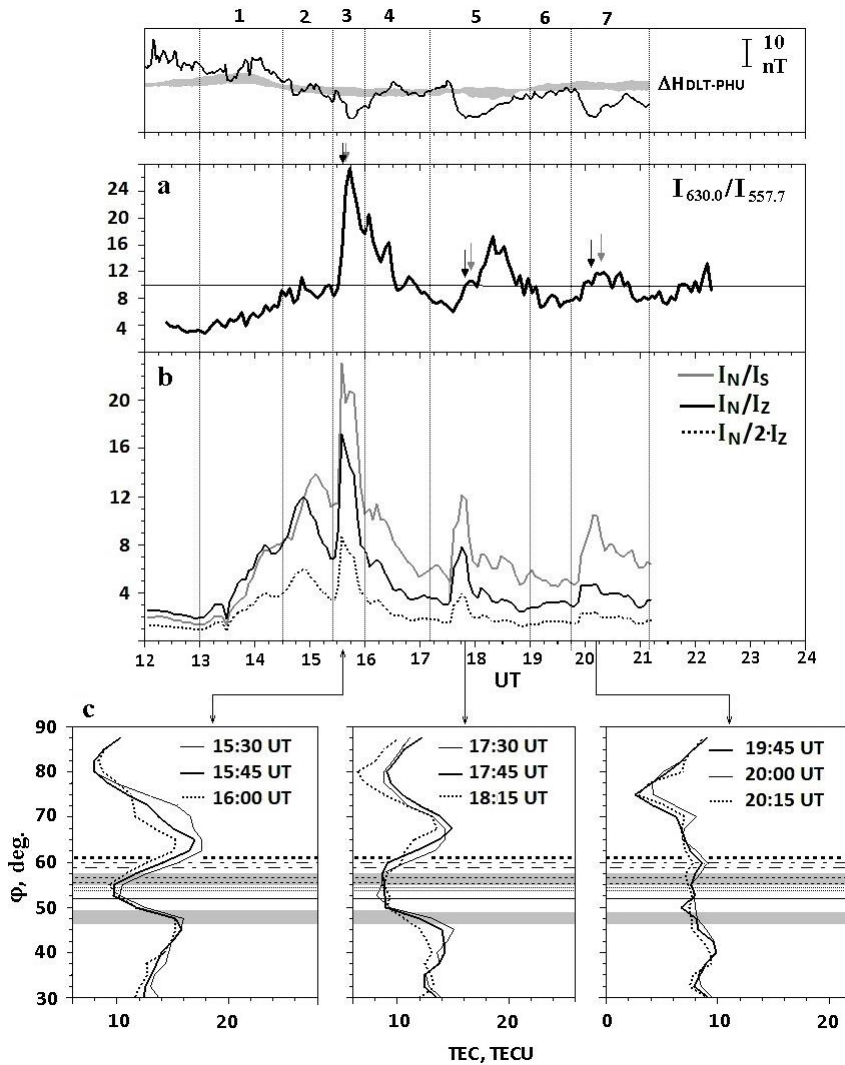 1 2 3 4 5 6 7
10
nT
ΔHDLT-PHU
a
I630.0/I557.7
24
20
16
12
8
4
b
IN/IS
IN/IZ
IN/2·IZ
20
16
12
8
4
12 13 14 15 16 17 18 19 20 21 22 23 24
UT
c
90
80
70
60
50
40
30
φ, deg.
15:30 UT
15:45 UT
16:00 UT
17:30 UT
17:45 UT
18:15 UT
19:45 UT
20:00 UT
20:15 UT
10 20 10 20 0 10 20
TEC, TECU